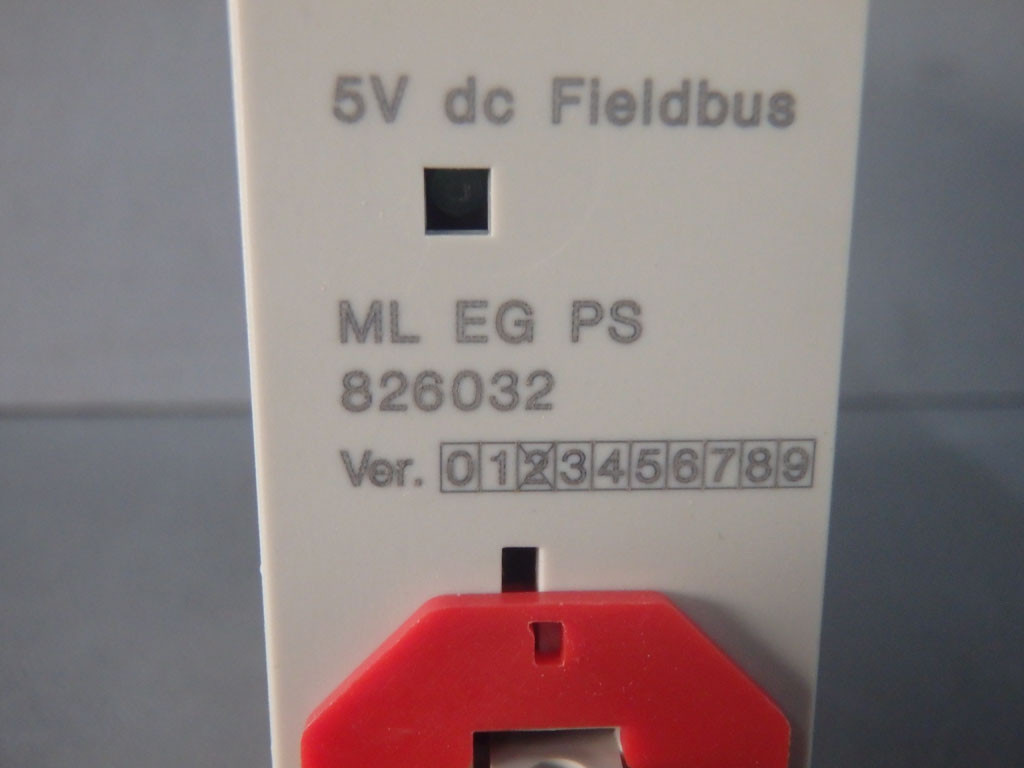 5V dc Fieldbus
ML EG PS
826032
Ver. 0123456789